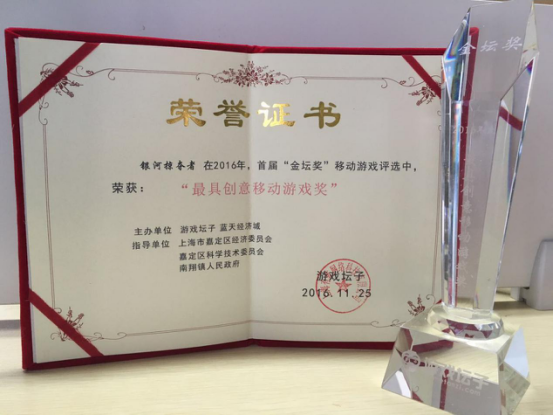 荣誉证书
银河掠夺者 在2016年，首届“金坛奖”移动游戏评选中，
荣获： “最具创意移动游戏奖”
主办单位 游戏坛子 蓝天经济城
指导单位： 上海市嘉定区经济委员会
嘉定区科学技术委员会
南翔镇人民政府
游戏坛子
2016.11.25
金坛奖
游戏坛子